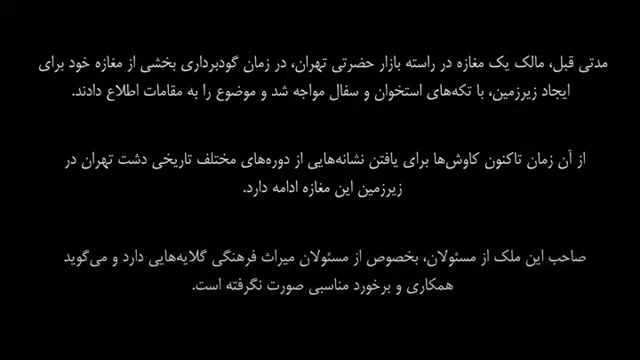 مدتی قبل، مالک یک مغازه در راسته بازار حضرتی تهران، در زمان گودبرداری بخشی از مغازه خود برای
ایجاد زیرزمین، با تکه‌های استخوان و سفال مواجه شد و موضوع را به مقامات اطلاع دادند.
از آن زمان تاکنون کاوش‌ها برای یافتن نشانه‌هایی از دوره‌های مختلف تاریخی دشت تهران در
زیرزمین این مغازه ادامه دارد.
صاحب این ملک از مسئولان، بخصوص از مسئولان میراث فرهنگی گلایه‌هایی دارد و می‌گوید
همکاری و برخورد مناسبی صورت نگرفته است.